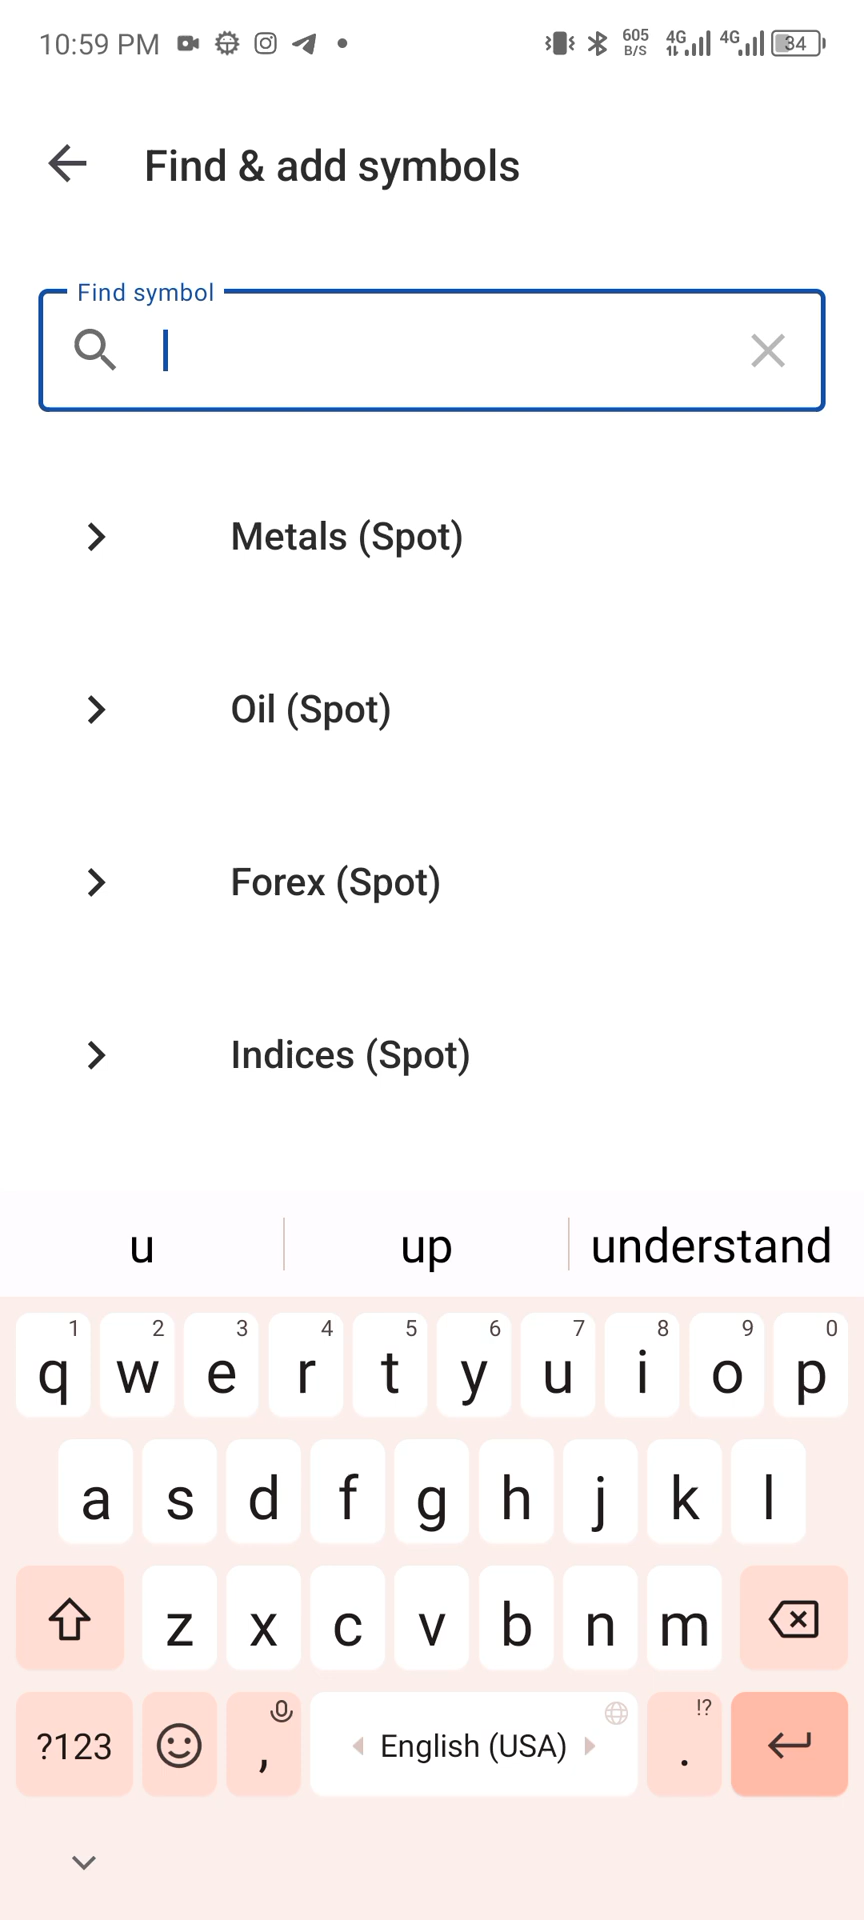 10:59 PM 605 B/S 4G 4G 34
Find & add symbols
Find symbol
Metals (Spot)
Oil (Spot)
Forex (Spot)
Indices (Spot)
u up understand
1 2 3 4 5 6 7 8 9 0
q w e r t y u i o p
a s d f g h j k l
z x c v b n m
!?
?123 , English (USA) .